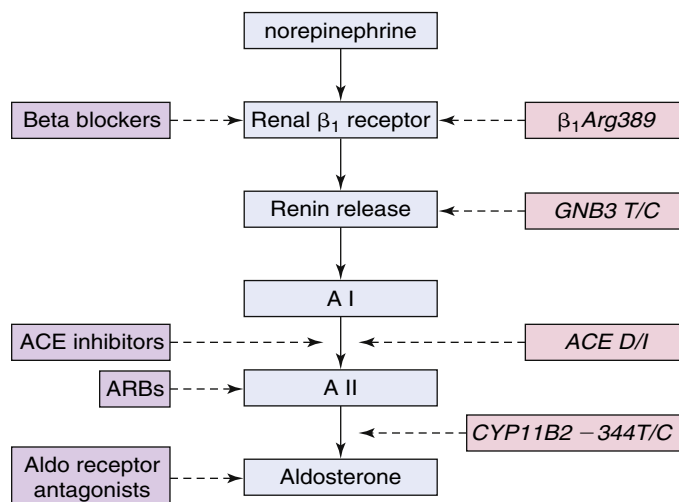 norepinephrine
Beta blockers
Renal β₁ receptor
β₁Arg389
Renin release
GNB3 T/C
A I
ACE inhibitors
ACE D/I
ARBs
A II
CYP11B2 –344T/C
Aldo receptor
antagonists
Aldosterone